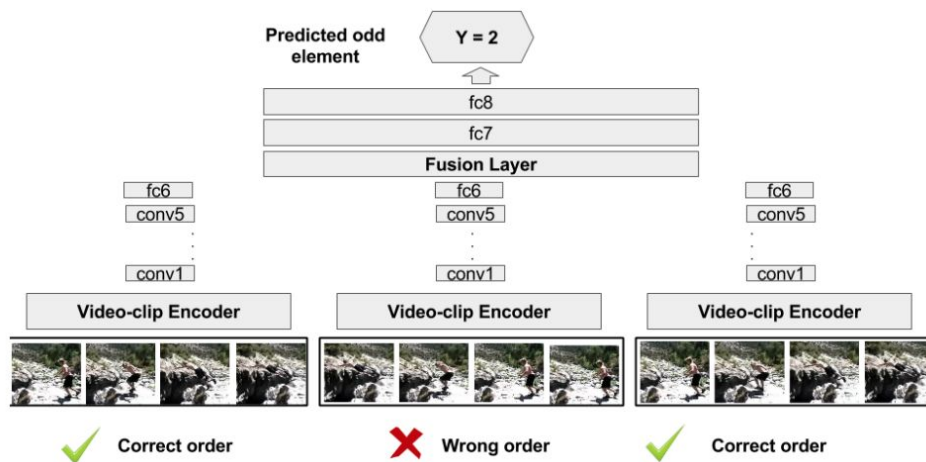 Predicted odd
element
Y = 2
fc8
fc7
Fusion Layer
fc6
fc6
fc6
conv5
conv5
conv5
conv1
conv1
conv1
Video-clip Encoder
Video-clip Encoder
Video-clip Encoder
Correct order
Wrong order
Correct order